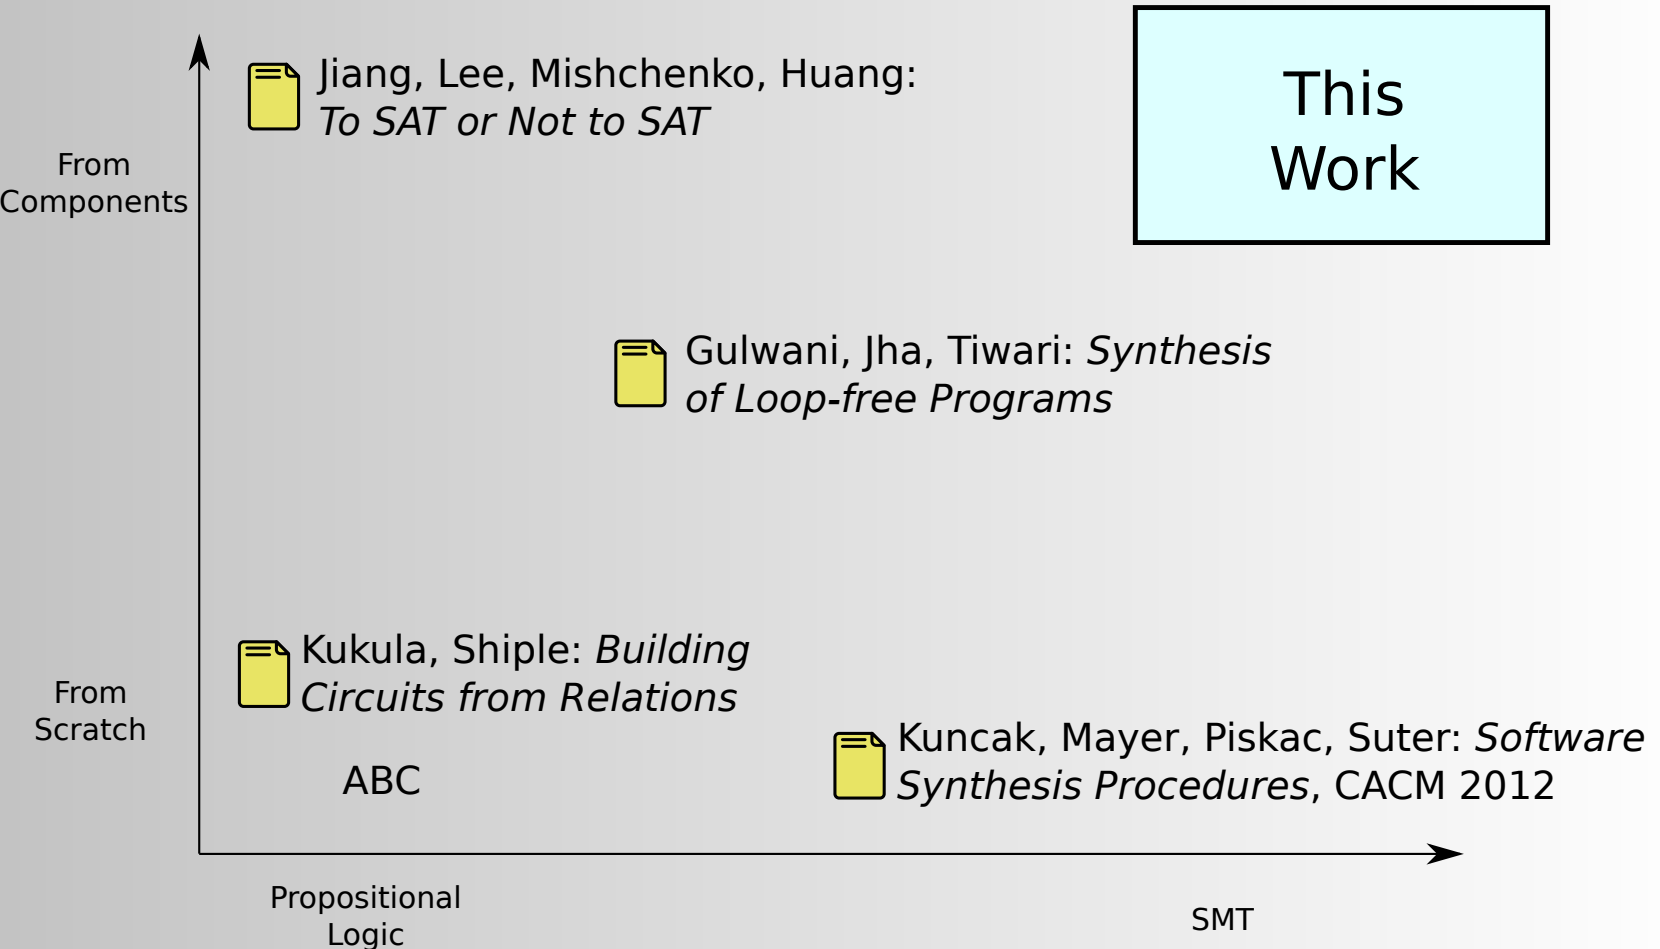 Jiang, Lee, Mishchenko, Huang:
To SAT or Not to SAT
This
Work
From
Components
Gulwani, Jha, Tiwari: Synthesis
of Loop-free Programs
Kukula, Shiple: Building
Circuits from Relations
From
Scratch
Kuncak, Mayer, Piskac, Suter: Software
Synthesis Procedures, CACM 2012
ABC
Propositional
Logic
SMT